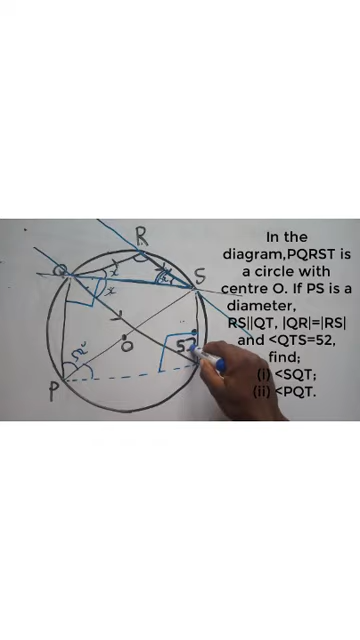 R
In the
diagram,PQRST is
a circle with
centre O. If PS is a
diameter,
RS||QT, |QR|=|RS|
and <QTS=52,
find;
(i) <SQT;
(ii) <PQT.
Q
x
x
x
S
O
52
52°
P